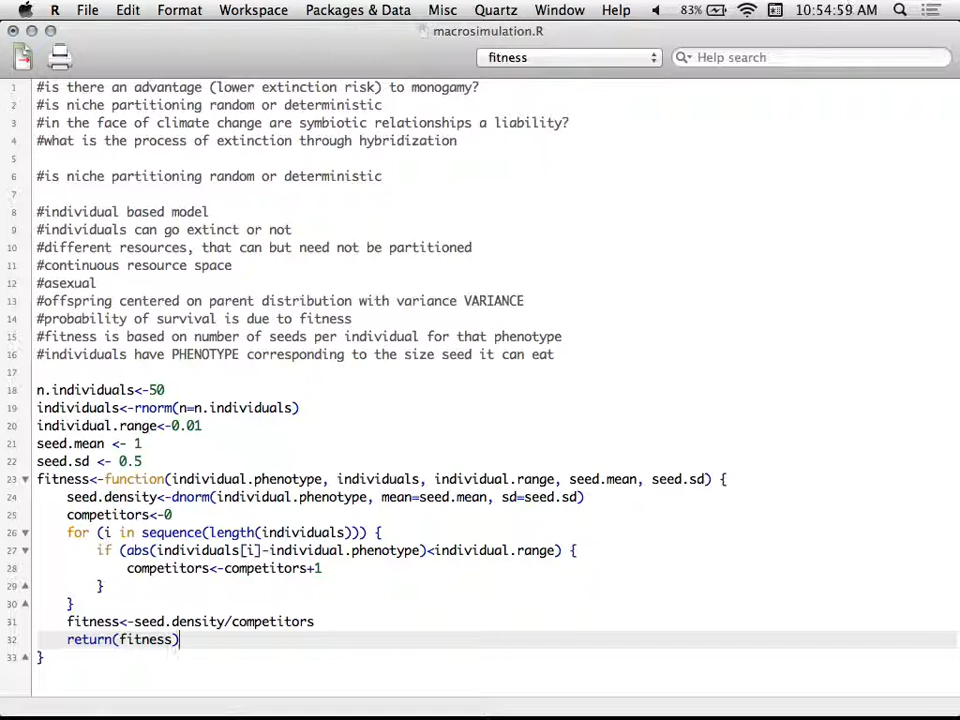 R File Edit Format Workspace Packages & Data Misc Quartz Window Help 83% 10:54:59 AM
macrosimulation.R
fitness Help search
1 #is there an advantage (lower extinction risk) to monogamy?
2 #is niche partitioning random or deterministic
3 #in the face of climate change are symbiotic relationships a liability?
4 #what is the process of extinction through hybridization
5
6 #is niche partitioning random or deterministic
7
8 #individual based model
9 #individuals can go extinct or not
10 #different resources, that can but need not be partitioned
11 #continuous resource space
12 #asexual
13 #offspring centered on parent distribution with variance VARIANCE
14 #probability of survival is due to fitness
15 #fitness is based on number of seeds per individual for that phenotype
16 #individuals have PHENOTYPE corresponding to the size seed it can eat
17
18 n.individuals<-50
19 individuals<-rnorm(n=n.individuals)
20 individual.range<-0.01
21 seed.mean <- 1
22 seed.sd <- 0.5
23 fitness<-function(individual.phenotype, individuals, individual.range, seed.mean, seed.sd) {
24 seed.density<-dnorm(individual.phenotype, mean=seed.mean, sd=seed.sd)
25 competitors<-0
26 for (i in sequence(length(individuals))) {
27 if (abs(individuals[i]-individual.phenotype)<individual.range) {
28 competitors<-competitors+1
29 }
30 }
31 fitness<-seed.density/competitors
32 return(fitness)
33 }